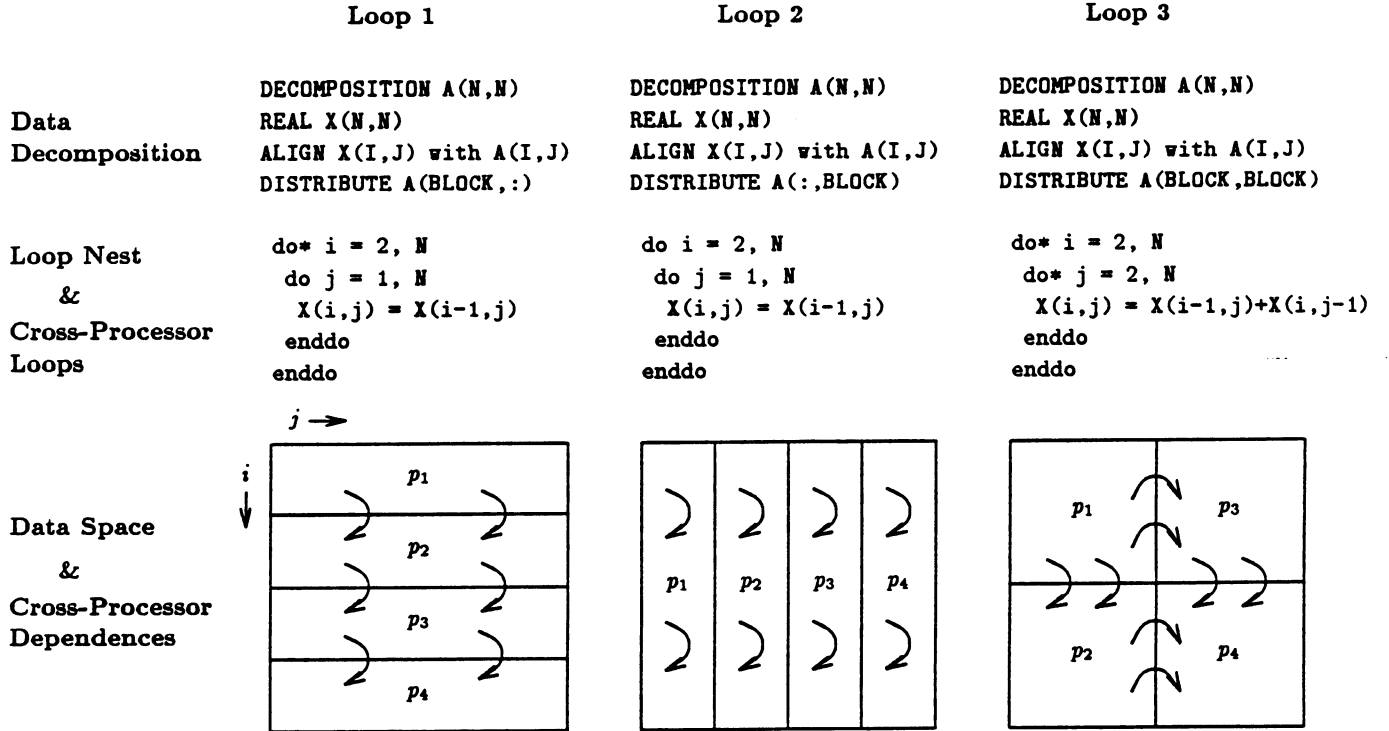 Loop 1
Loop 2
Loop 3
Data
Decomposition
DECOMPOSITION A(N,N)
REAL X(N,N)
ALIGN X(I,J) with A(I,J)
DISTRIBUTE A(BLOCK,:)
DECOMPOSITION A(N,N)
REAL X(N,N)
ALIGN X(I,J) with A(I,J)
DISTRIBUTE A(:,BLOCK)
DECOMPOSITION A(N,N)
REAL X(N,N)
ALIGN X(I,J) with A(I,J)
DISTRIBUTE A(BLOCK,BLOCK)
Loop Nest
&
Cross-Processor
Loops
do* i = 2, N
do j = 1, N
X(i,j) = X(i-1,j)
enddo
enddo
do i = 2, N
do j = 1, N
X(i,j) = X(i-1,j)
enddo
enddo
do* i = 2, N
do* j = 2, N
X(i,j) = X(i-1,j)+X(i,j-1)
enddo
enddo
Data Space
&
Cross-Processor
Dependences
j →
i
↓
p1
p2
p3
p4
p1
p2
p3
p4
p1
p3
p2
p4